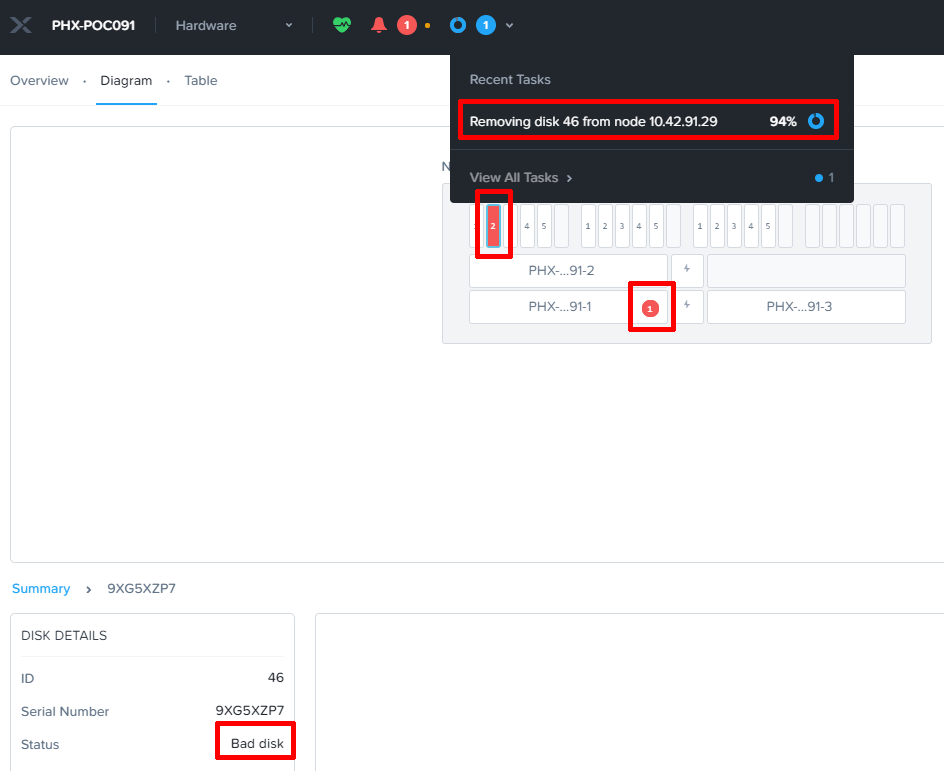 PHX-POC091 Hardware 1 1
Overview · Diagram · Table
Recent Tasks
Removing disk 46 from node 10.42.91.29 94%
N
View All Tasks > 1
2 4 5 1 2 3 4 5 1 2 3 4 5
PHX-...91-2
PHX-...91-1 1 PHX-...91-3
Summary > 9XG5XZP7
DISK DETAILS
ID 46
Serial Number 9XG5XZP7
Status Bad disk